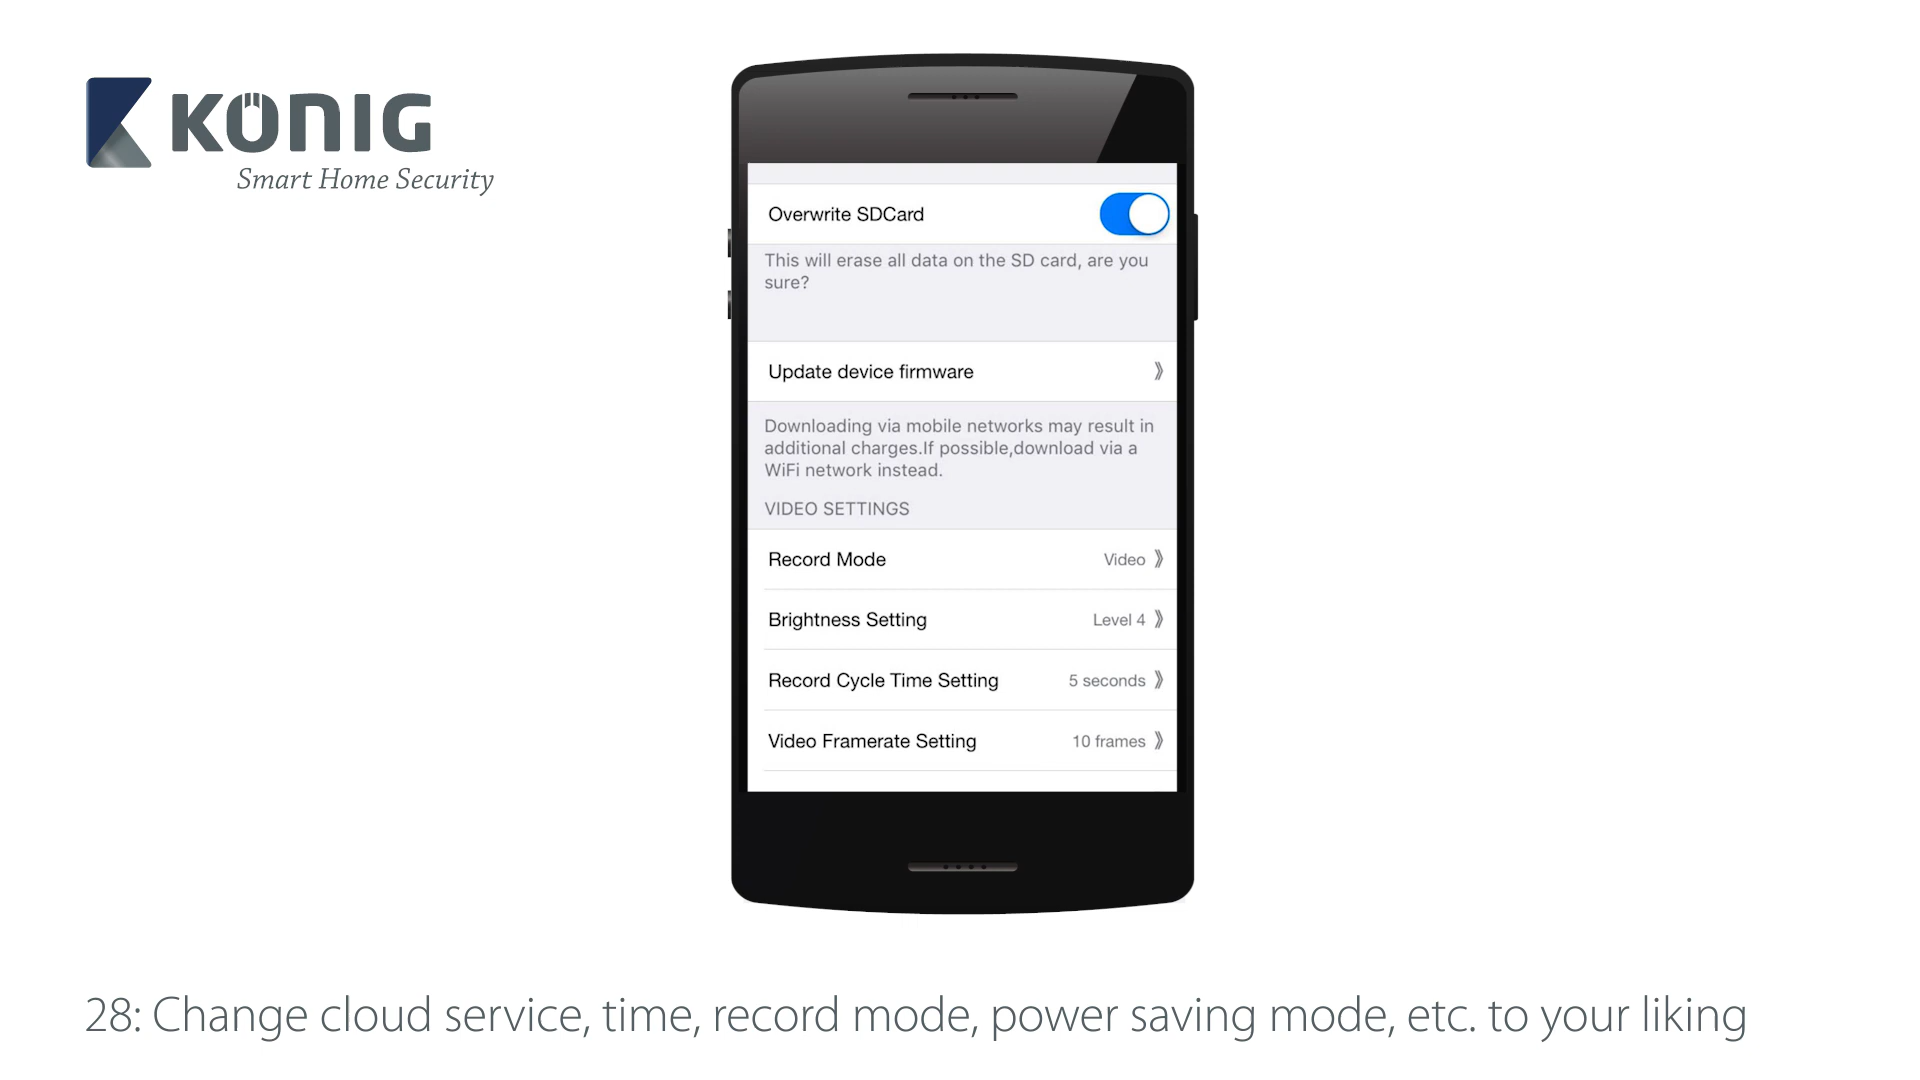 KÖNIG
Smart Home Security
Overwrite SDCard
This will erase all data on the SD card, are you
sure?
Update device firmware
Downloading via mobile networks may result in
additional charges.If possible,download via a
WiFi network instead.
VIDEO SETTINGS
Record Mode Video
Brightness Setting Level 4
Record Cycle Time Setting 5 seconds
Video Framerate Setting 10 frames
28: Change cloud service, time, record mode, power saving mode, etc. to your liking